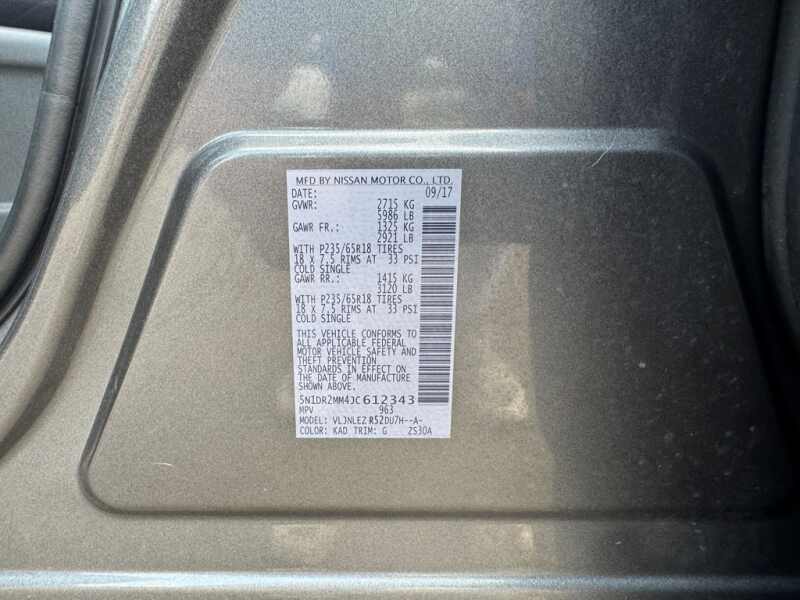 MFD BY NISSAN MOTOR CO., LTD.
DATE: 09/17
GVWR: 2715 KG
5986 LB
GAWR FR.: 1325 KG
2921 LB
WITH P235/65R18 TIRES
18 X 7.5 RIMS AT 33 PSI
COLD SINGLE
GAWR RR.: 1415 KG
3120 LB
WITH P235/65R18 TIRES
18 X 7.5 RIMS AT 33 PSI
COLD SINGLE
THIS VEHICLE CONFORMS TO
ALL APPLICABLE FEDERAL
MOTOR VEHICLE SAFETY AND
THEFT PREVENTION
STANDARDS IN EFFECT ON
THE DATE OF MANUFACTURE
SHOWN ABOVE.
5N1DR2MM4JC612343
MPV 963
MODEL: VLJNLEZ R52DU7H--A-
COLOR: KAD TRIM: G ZS30A